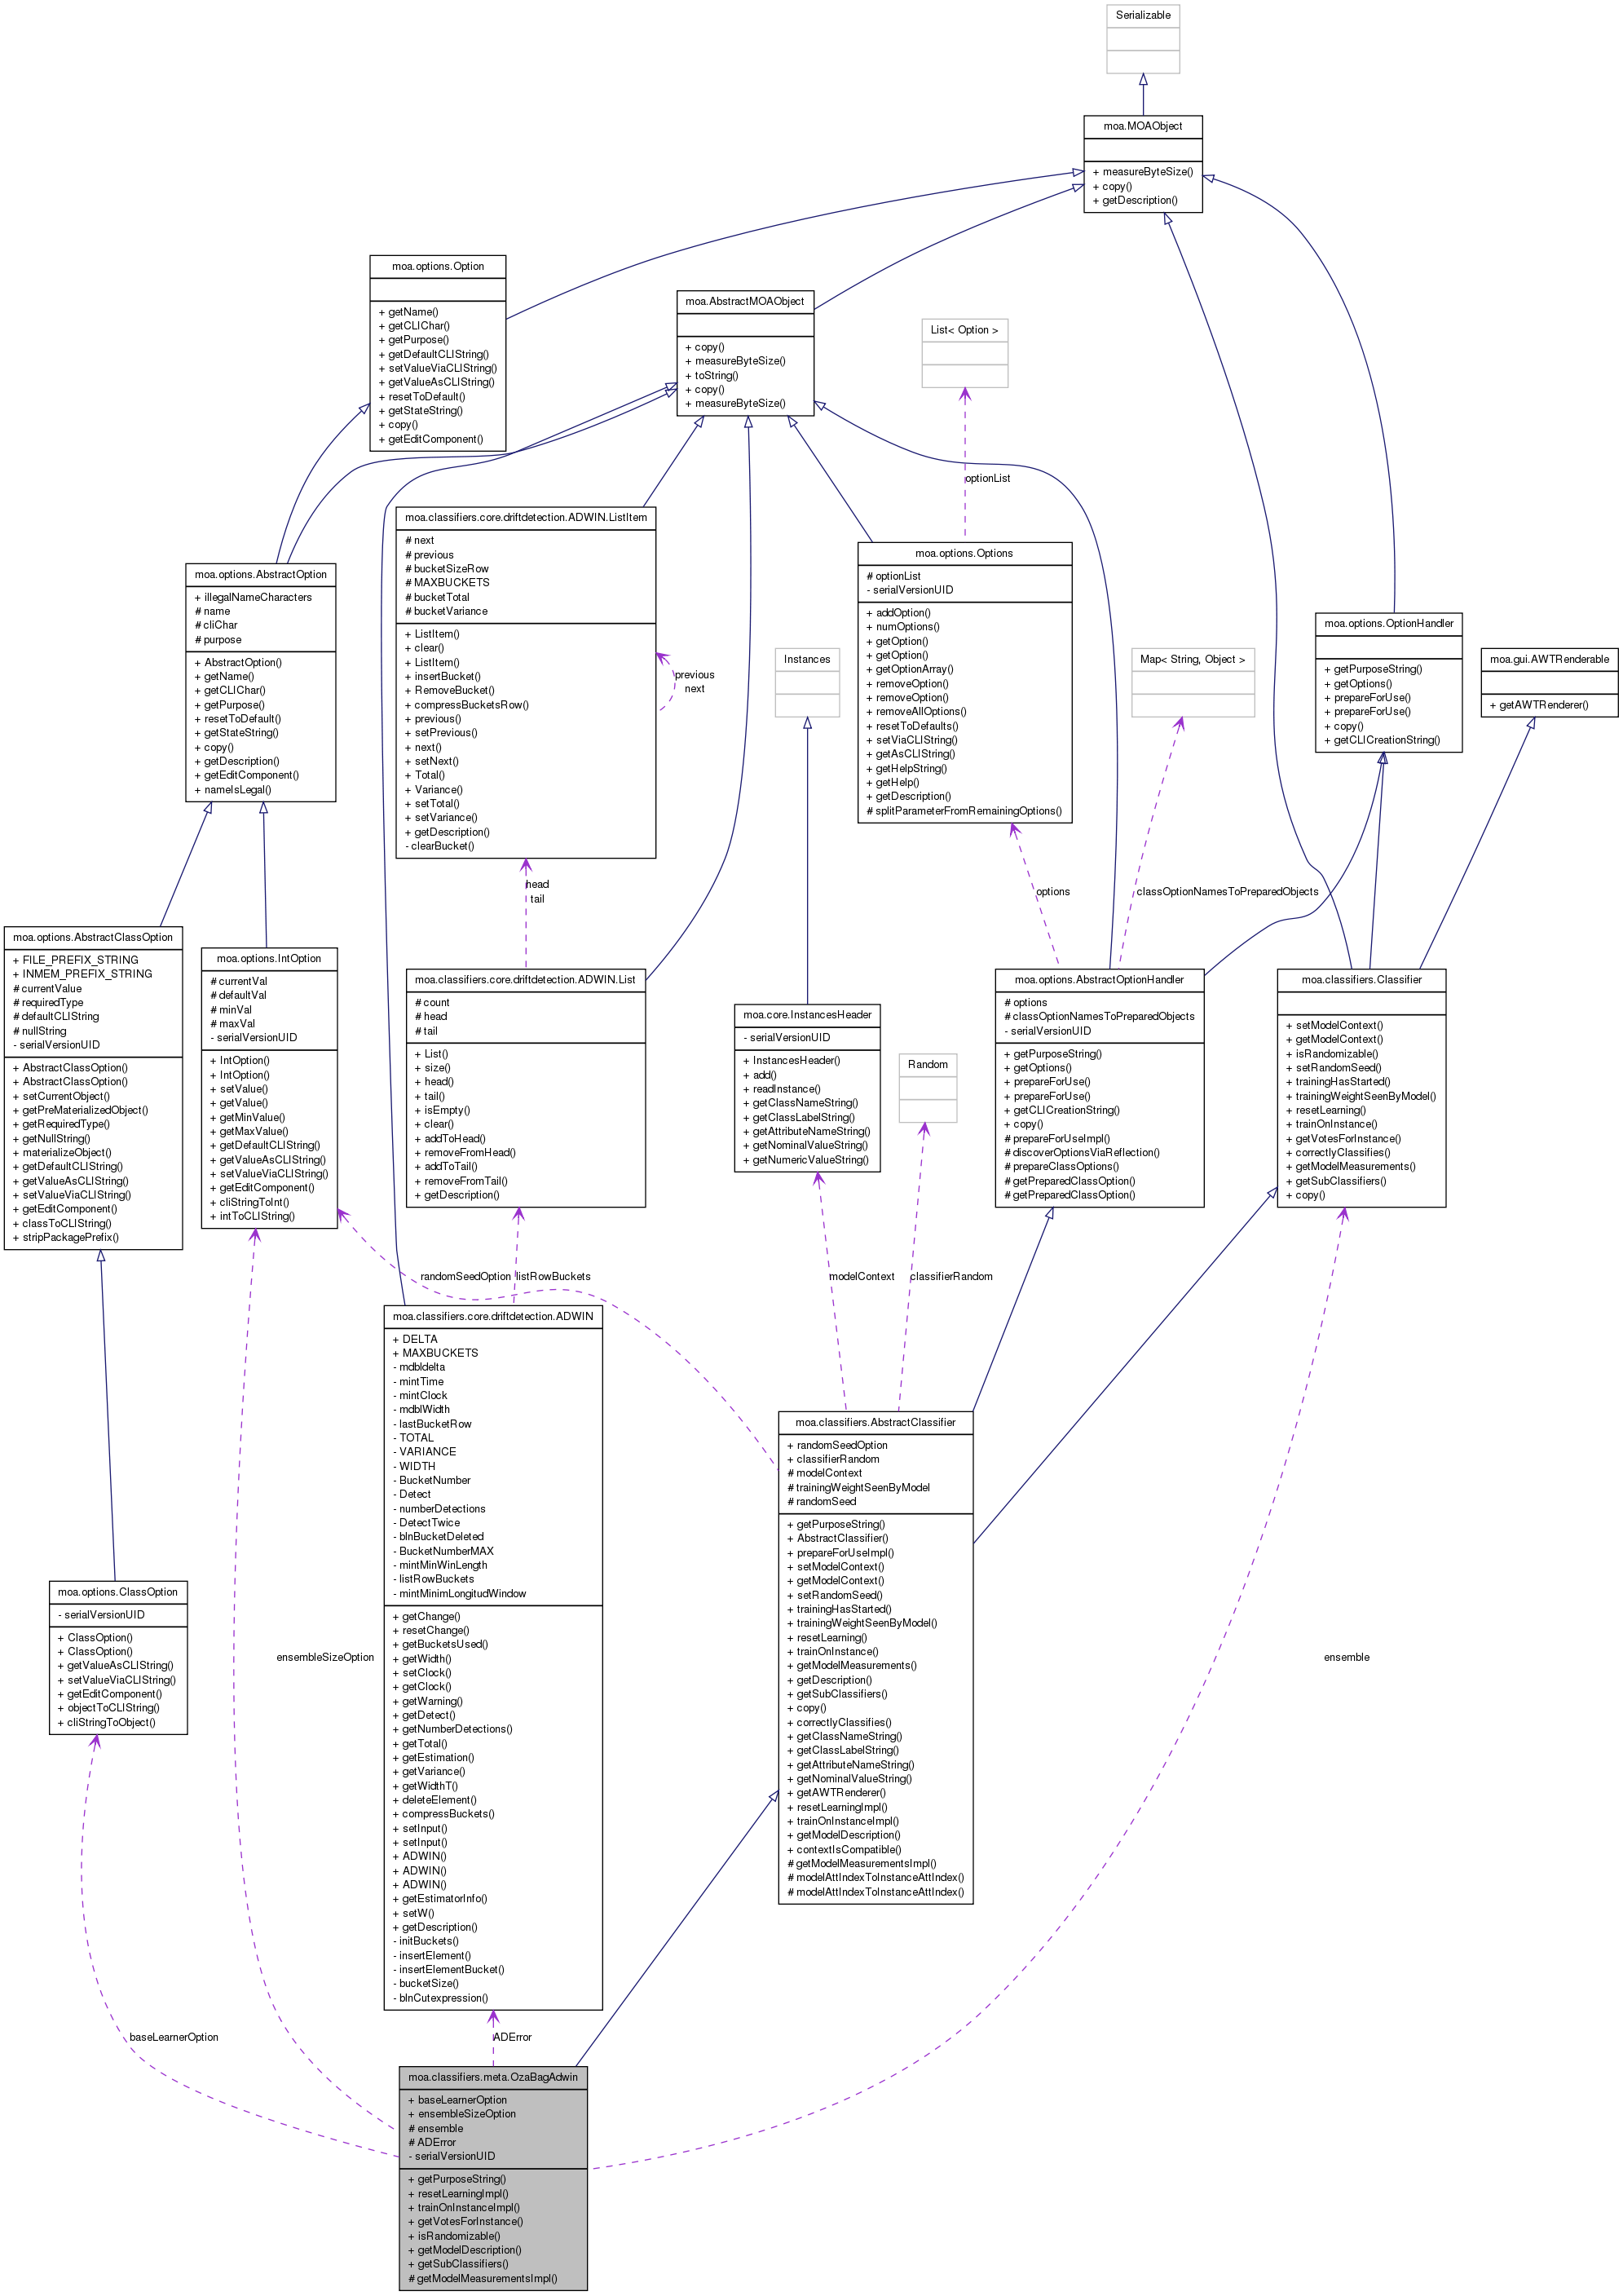 Serializable
moa.MOAObject
+ measureByteSize()
+ copy()
+ getDescription()
moa.options.Option
+ getName()
+ getCLIChar()
+ getPurpose()
+ getDefaultCLIString()
+ setValueViaCLIString()
+ getValueAsCLIString()
+ resetToDefault()
+ getStateString()
+ copy()
+ getEditComponent()
moa.AbstractMOAObject
+ copy()
+ measureByteSize()
+ toString()
+ copy()
+ measureByteSize()
List< Option >
optionList
moa.classifiers.core.driftdetection.ADWIN.ListItem
# next
# previous
# bucketSizeRow
# MAXBUCKETS
# bucketTotal
# bucketVariance
+ ListItem()
+ clear()
+ ListItem()
+ insertBucket()
+ RemoveBucket()
+ compressBucketsRow()
+ previous()
+ setPrevious()
+ next()
+ setNext()
+ Total()
+ Variance()
+ setTotal()
+ setVariance()
+ getDescription()
- clearBucket()
previous
next
moa.options.Options
# optionList
- serialVersionUID
+ addOption()
+ numOptions()
+ getOption()
+ getOption()
+ getOptionArray()
+ removeOption()
+ removeOption()
+ removeAllOptions()
+ resetToDefaults()
+ setViaCLIString()
+ getAsCLIString()
+ getHelpString()
+ getHelp()
+ getDescription()
# splitParameterFromRemainingOptions()
moa.options.AbstractOption
+ illegalNameCharacters
# name
# cliChar
# purpose
+ AbstractOption()
+ getName()
+ getCLIChar()
+ getPurpose()
+ resetToDefault()
+ getStateString()
+ copy()
+ getDescription()
+ getEditComponent()
+ nameIsLegal()
Instances
Map< String, Object >
moa.options.OptionHandler
+ getPurposeString()
+ getOptions()
+ prepareForUse()
+ prepareForUse()
+ copy()
+ getCLICreationString()
moa.gui.AWTRenderable
+ getAWTRenderer()
head
tail
options
classOptionNamesToPreparedObjects
moa.options.AbstractClassOption
+ FILE_PREFIX_STRING
+ INMEM_PREFIX_STRING
# currentValue
# requiredType
# defaultCLIString
# nullString
- serialVersionUID
+ AbstractClassOption()
+ AbstractClassOption()
+ setCurrentObject()
+ getPreMaterializedObject()
+ getRequiredType()
+ getNullString()
+ materializeObject()
+ getDefaultCLIString()
+ getValueAsCLIString()
+ setValueViaCLIString()
+ getEditComponent()
+ classToCLIString()
+ stripPackagePrefix()
moa.options.IntOption
# currentVal
# defaultVal
# minVal
# maxVal
- serialVersionUID
+ IntOption()
+ IntOption()
+ setValue()
+ getValue()
+ getMinValue()
+ getMaxValue()
+ getDefaultCLIString()
+ getValueAsCLIString()
+ setValueViaCLIString()
+ getEditComponent()
+ cliStringToInt()
+ intToCLIString()
moa.classifiers.core.driftdetection.ADWIN.List
# count
# head
# tail
+ List()
+ size()
+ head()
+ tail()
+ isEmpty()
+ clear()
+ addToHead()
+ removeFromHead()
+ addToTail()
+ removeFromTail()
+ getDescription()
moa.core.InstancesHeader
- serialVersionUID
+ InstancesHeader()
+ add()
+ readInstance()
+ getClassNameString()
+ getClassLabelString()
+ getAttributeNameString()
+ getNominalValueString()
+ getNumericValueString()
Random
moa.options.AbstractOptionHandler
# options
# classOptionNamesToPreparedObjects
- serialVersionUID
+ getPurposeString()
+ getOptions()
+ prepareForUse()
+ prepareForUse()
+ getCLICreationString()
+ copy()
# prepareForUseImpl()
# discoverOptionsViaReflection()
# prepareClassOptions()
# getPreparedClassOption()
# getPreparedClassOption()
moa.classifiers.Classifier
+ setModelContext()
+ getModelContext()
+ isRandomizable()
+ setRandomSeed()
+ trainingHasStarted()
+ trainingWeightSeenByModel()
+ resetLearning()
+ trainOnInstance()
+ getVotesForInstance()
+ correctlyClassifies()
+ getModelMeasurements()
+ getSubClassifiers()
+ copy()
randomSeedOption
listRowBuckets
modelContext
classifierRandom
moa.classifiers.core.driftdetection.ADWIN
+ DELTA
+ MAXBUCKETS
- mdbldelta
- mintTime
- mintClock
- mdblWidth
- lastBucketRow
- TOTAL
- VARIANCE
- WIDTH
- BucketNumber
- Detect
- numberDetections
- DetectTwice
- blnBucketDeleted
- BucketNumberMAX
- mintMinWinLength
- listRowBuckets
- mintMinimLongitudWindow
+ getChange()
+ resetChange()
+ getBucketsUsed()
+ getWidth()
+ setClock()
+ getClock()
+ getWarning()
+ getDetect()
+ getNumberDetections()
+ getTotal()
+ getEstimation()
+ getVariance()
+ getWidthT()
+ deleteElement()
+ compressBuckets()
+ setInput()
+ setInput()
+ ADWIN()
+ ADWIN()
+ ADWIN()
+ getEstimatorInfo()
+ setW()
+ getDescription()
- initBuckets()
- insertElement()
- insertElementBucket()
- bucketSize()
- blnCutexpression()
moa.classifiers.AbstractClassifier
+ randomSeedOption
+ classifierRandom
# modelContext
# trainingWeightSeenByModel
# randomSeed
+ getPurposeString()
+ AbstractClassifier()
+ prepareForUseImpl()
+ setModelContext()
+ getModelContext()
+ setRandomSeed()
+ trainingHasStarted()
+ trainingWeightSeenByModel()
+ resetLearning()
+ trainOnInstance()
+ getModelMeasurements()
+ getDescription()
+ getSubClassifiers()
+ copy()
+ correctlyClassifies()
+ getClassNameString()
+ getClassLabelString()
+ getAttributeNameString()
+ getNominalValueString()
+ getAWTRenderer()
+ resetLearningImpl()
+ trainOnInstanceImpl()
+ getModelDescription()
+ contextIsCompatible()
# getModelMeasurementsImpl()
# modelAttIndexToInstanceAttIndex()
# modelAttIndexToInstanceAttIndex()
moa.options.ClassOption
- serialVersionUID
+ ClassOption()
+ ClassOption()
+ getValueAsCLIString()
+ setValueViaCLIString()
+ getEditComponent()
+ objectToCLIString()
+ cliStringToObject()
ensembleSizeOption
ensemble
baseLearnerOption
ADError
moa.classifiers.meta.OzaBagAdwin
+ baseLearnerOption
+ ensembleSizeOption
# ensemble
# ADError
- serialVersionUID
+ getPurposeString()
+ resetLearningImpl()
+ trainOnInstanceImpl()
+ getVotesForInstance()
+ isRandomizable()
+ getModelDescription()
+ getSubClassifiers()
# getModelMeasurementsImpl()